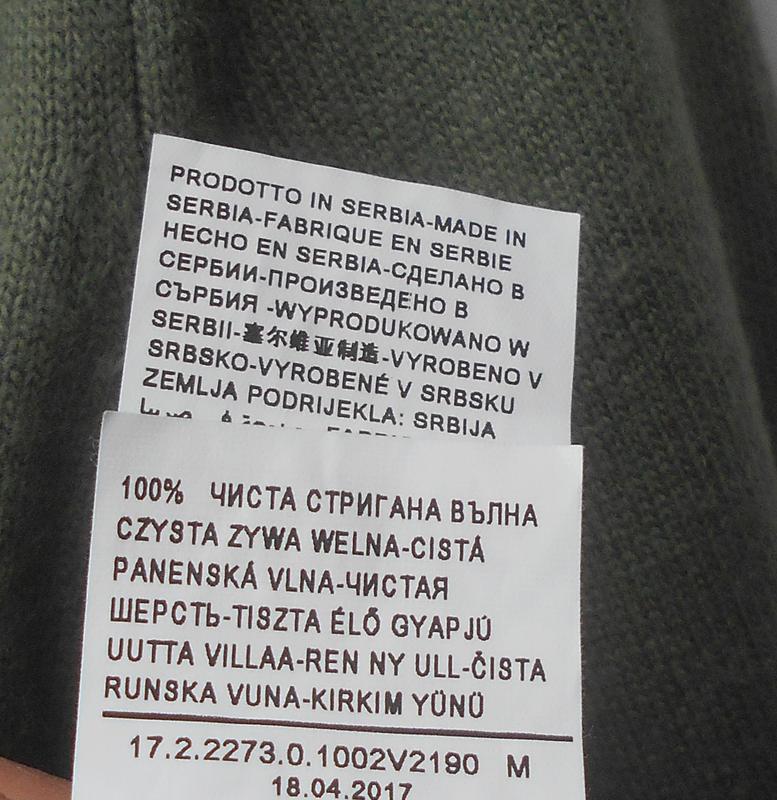 PRODOTTO IN SERBIA-MADE IN
SERBIA-FABRIQUE EN SERBIE
HECHO EN SERBIA-СДЕЛАНО В
СЕРБИИ-ПРОИЗВЕДЕНО В
СЪРБИЯ -WYPRODUKOWANO W
SERBII-塞尔维亚制造-VYROBENO V
SRBSKO-VYROBENÉ V SRBSKU
ZEMLJA PODRIJEKLA: SRBIJA
100% ЧИСТА СТРИГАНА ВЪЛНА
CZYSTA ZYWA WELNA-CISTÁ
PANENSKÁ VLNA-ЧИСТАЯ
ШЕРСТЬ-TISZTA ÉLŐ GYAPJÚ
UUTTA VILLAA-REN NY ULL-ČISTA
RUNSKA VUNA-KIRKIM YÜNÜ
17.2.2273.0.1002V2190 M
18.04.2017